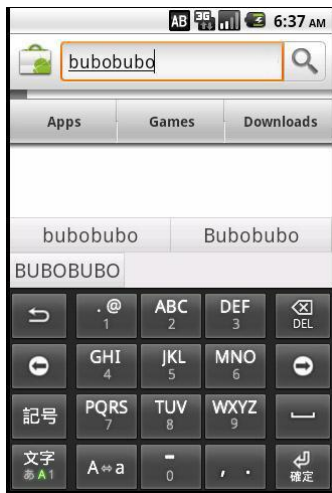 AB 3G 6:37 AM
bubobubo
Apps Games Downloads
bubobubo Bubobubo
BUBOBUBO
.@ ABC DEF DEL
1 2 3
GHI JKL MNO
4 5 6
記号 PQRS TUV WXYZ
7 8 9
文字 A⇔a - , .
あA1 0 確定